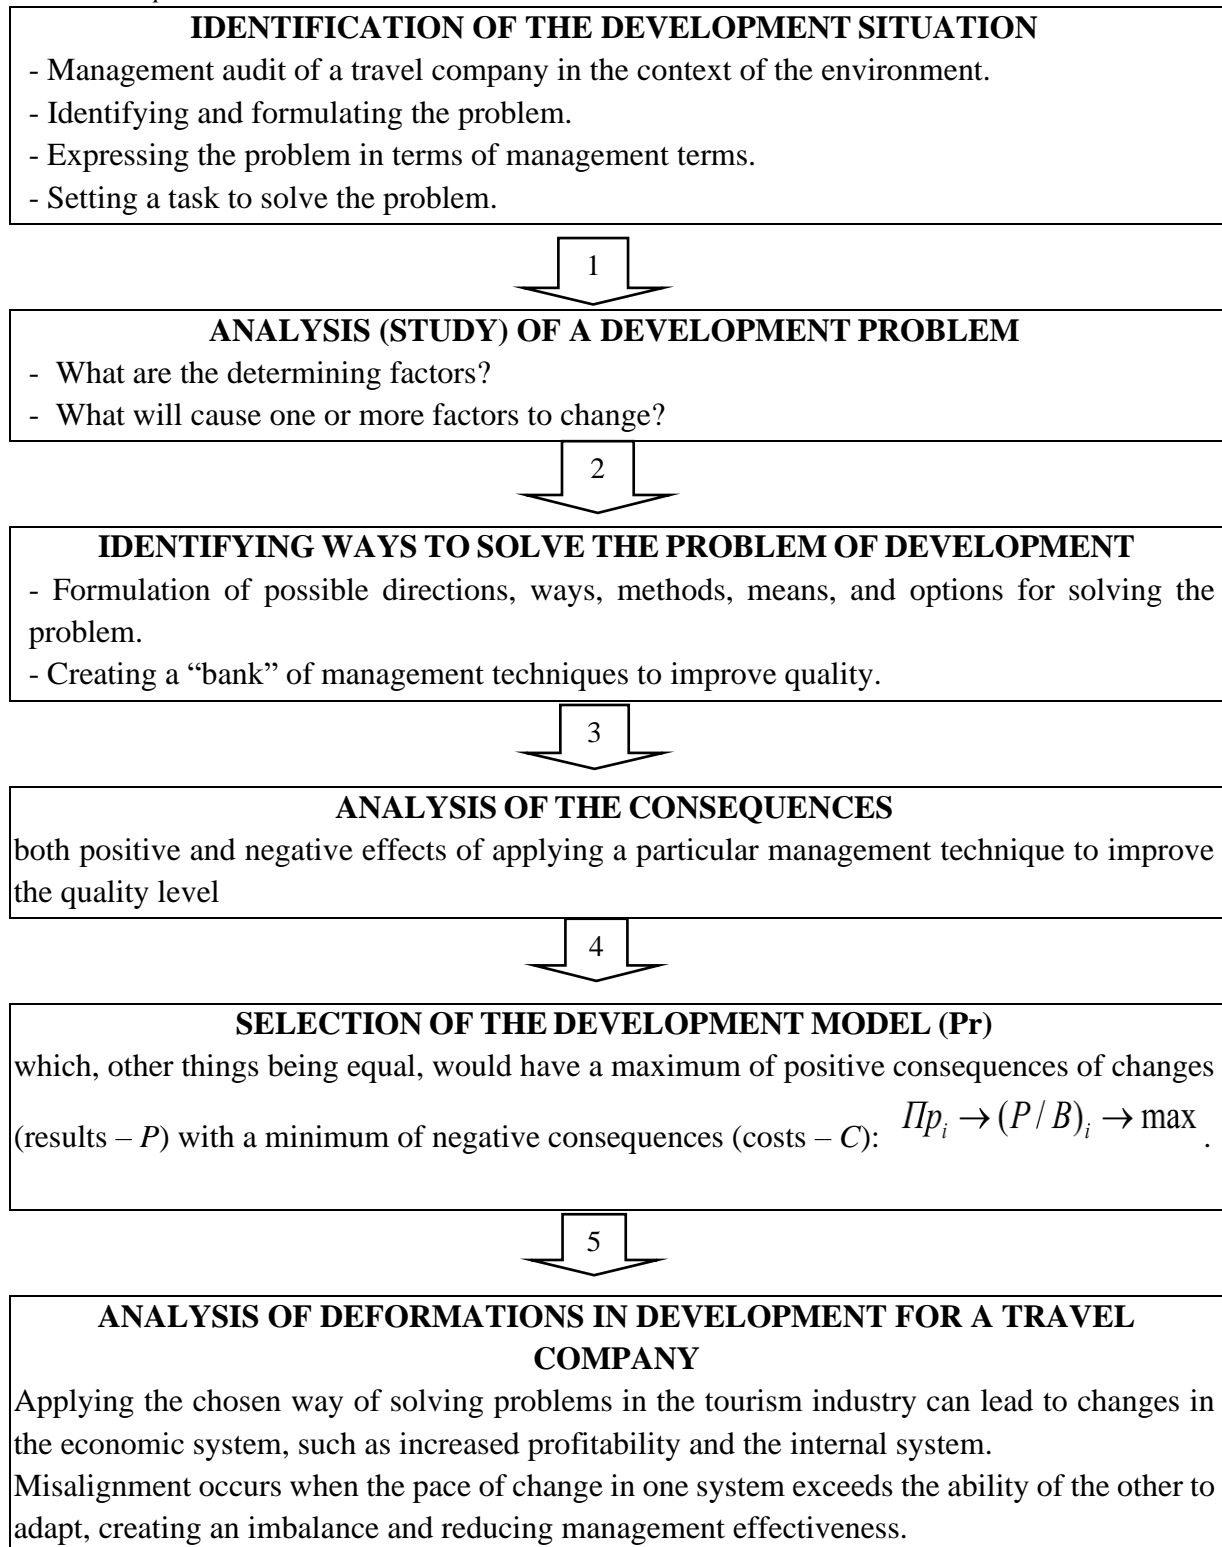 IDENTIFICATION OF THE DEVELOPMENT SITUATION
- Management audit of a travel company in the context of the environment.
- Identifying and formulating the problem.
- Expressing the problem in terms of management terms.
- Setting a task to solve the problem.
1
ANALYSIS (STUDY) OF A DEVELOPMENT PROBLEM
- What are the determining factors?
- What will cause one or more factors to change?
2
IDENTIFYING WAYS TO SOLVE THE PROBLEM OF DEVELOPMENT
- Formulation of possible directions, ways, methods, means, and options for solving the
problem.
- Creating a “bank” of management techniques to improve quality.
3
ANALYSIS OF THE CONSEQUENCES
both positive and negative effects of applying a particular management technique to improve
the quality level
4
SELECTION OF THE DEVELOPMENT MODEL (Pr)
which, other things being equal, would have a maximum of positive consequences of changes
(results – P) with a minimum of negative consequences (costs – C): Пр_i → (P / B)_i → max .
5
ANALYSIS OF DEFORMATIONS IN DEVELOPMENT FOR A TRAVEL
COMPANY
Applying the chosen way of solving problems in the tourism industry can lead to changes in
the economic system, such as increased profitability and the internal system.
Misalignment occurs when the pace of change in one system exceeds the ability of the other to
adapt, creating an imbalance and reducing management effectiveness.